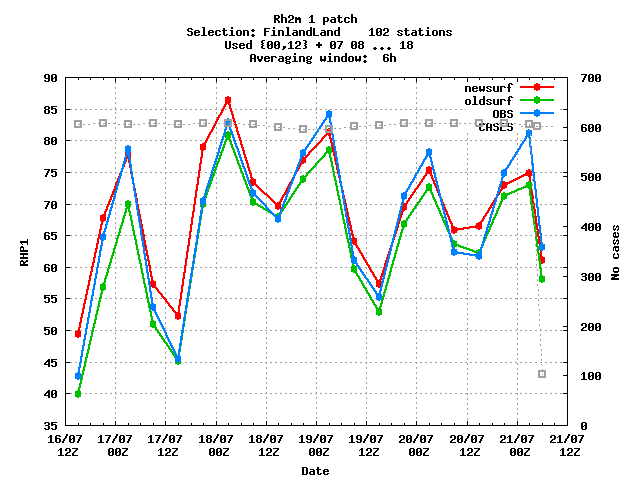 Rh2m 1 patch
Selection: FinlandLand    102 stations
Used {00,12} + 07 08 ... 18
Averaging window:  6h
newsurf
oldsurf
OBS
CASES
90
85
80
75
70
65
60
55
50
45
40
35
RHP1
700
600
500
400
300
200
100
0
No cases
16/07 17/07 17/07 18/07 18/07 19/07 19/07 20/07 20/07 21/07 21/07
12Z 00Z 12Z 00Z 12Z 00Z 12Z 00Z 12Z 00Z 12Z
Date